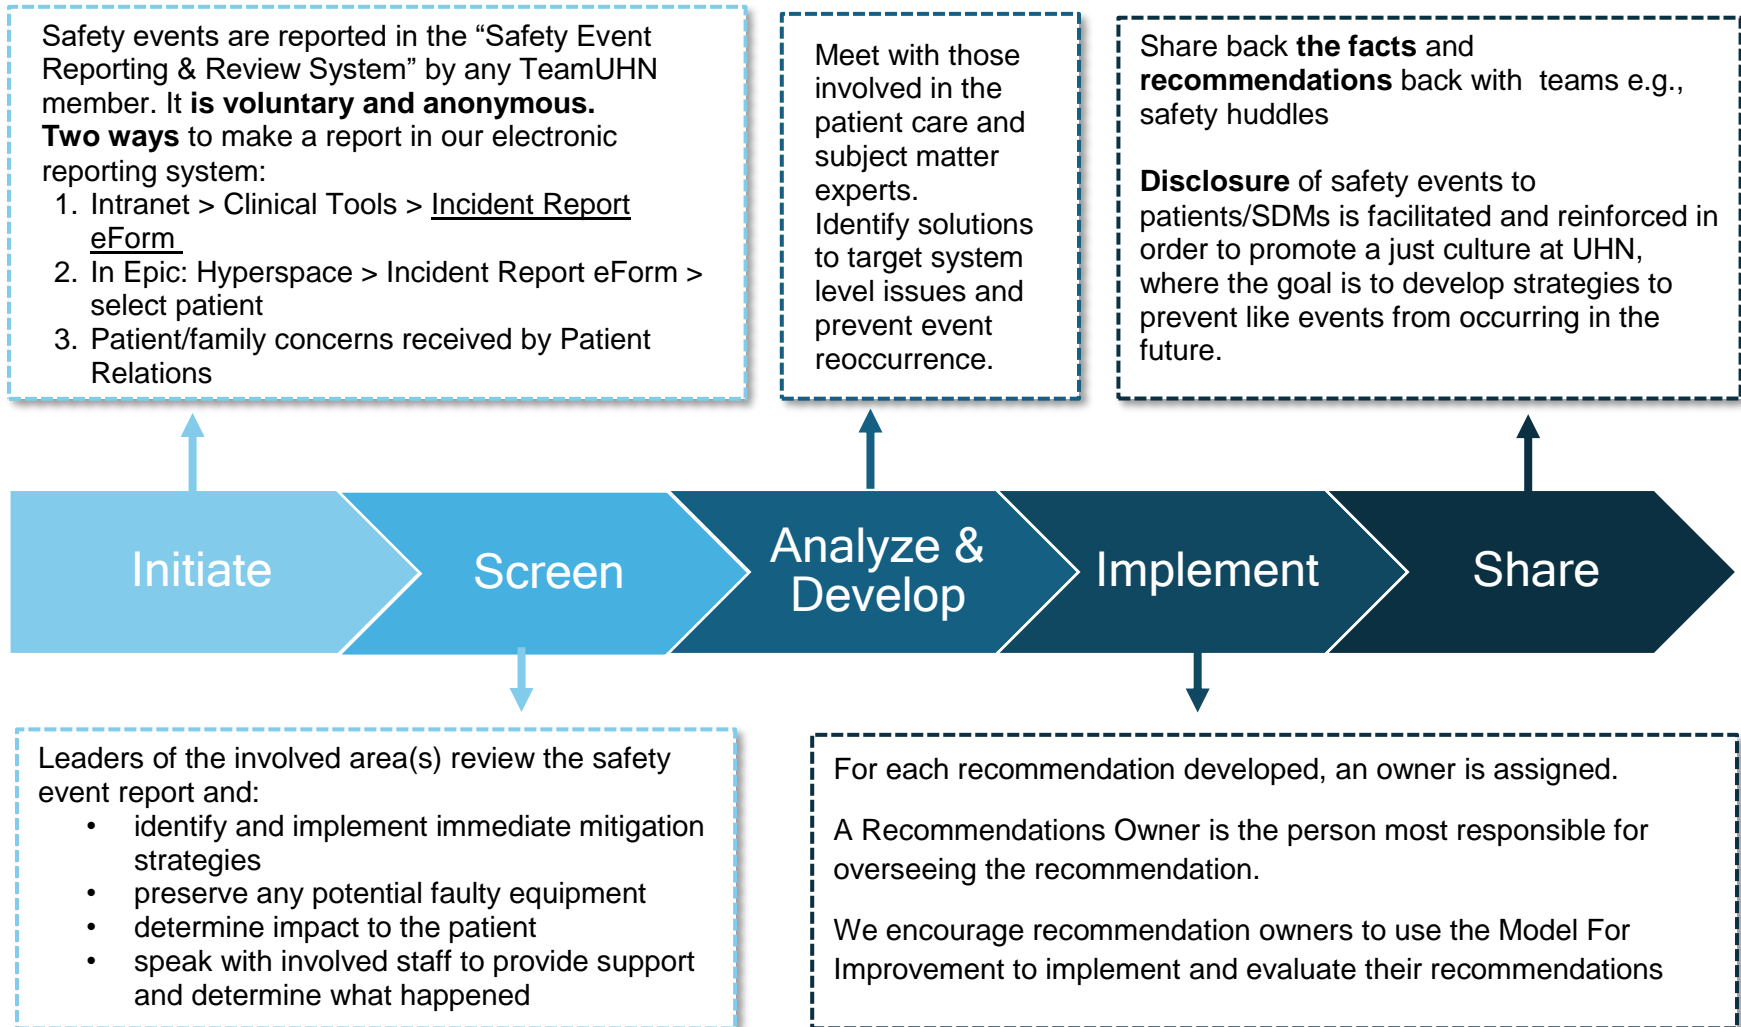 Safety events are reported in the “Safety Event
Reporting & Review System” by any TeamUHN
member. It is voluntary and anonymous.
Two ways to make a report in our electronic
reporting system:
1. Intranet > Clinical Tools > Incident Report
eForm
2. In Epic: Hyperspace > Incident Report eForm >
select patient
3. Patient/family concerns received by Patient
Relations
Meet with those
involved in the
patient care and
subject matter
experts.
Identify solutions
to target system
level issues and
prevent event
reoccurrence.
Share back the facts and
recommendations back with teams e.g.,
safety huddles
Disclosure of safety events to
patients/SDMs is facilitated and reinforced in
order to promote a just culture at UHN,
where the goal is to develop strategies to
prevent like events from occurring in the
future.
Initiate
Screen
Analyze &
Develop
Implement
Share
Leaders of the involved area(s) review the safety
event report and:
• identify and implement immediate mitigation
strategies
• preserve any potential faulty equipment
• determine impact to the patient
• speak with involved staff to provide support
and determine what happened
For each recommendation developed, an owner is assigned.
A Recommendations Owner is the person most responsible for
overseeing the recommendation.
We encourage recommendation owners to use the Model For
Improvement to implement and evaluate their recommendations